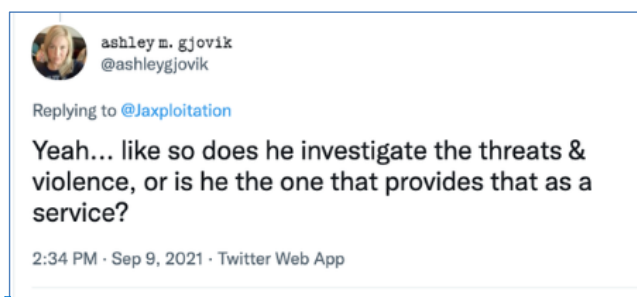 ashley m. gjovik
@ashleygjovik
Replying to @Jaxploitation
Yeah... like so does he investigate the threats &
violence, or is he the one that provides that as a
service?
2:34 PM · Sep 9, 2021 · Twitter Web App